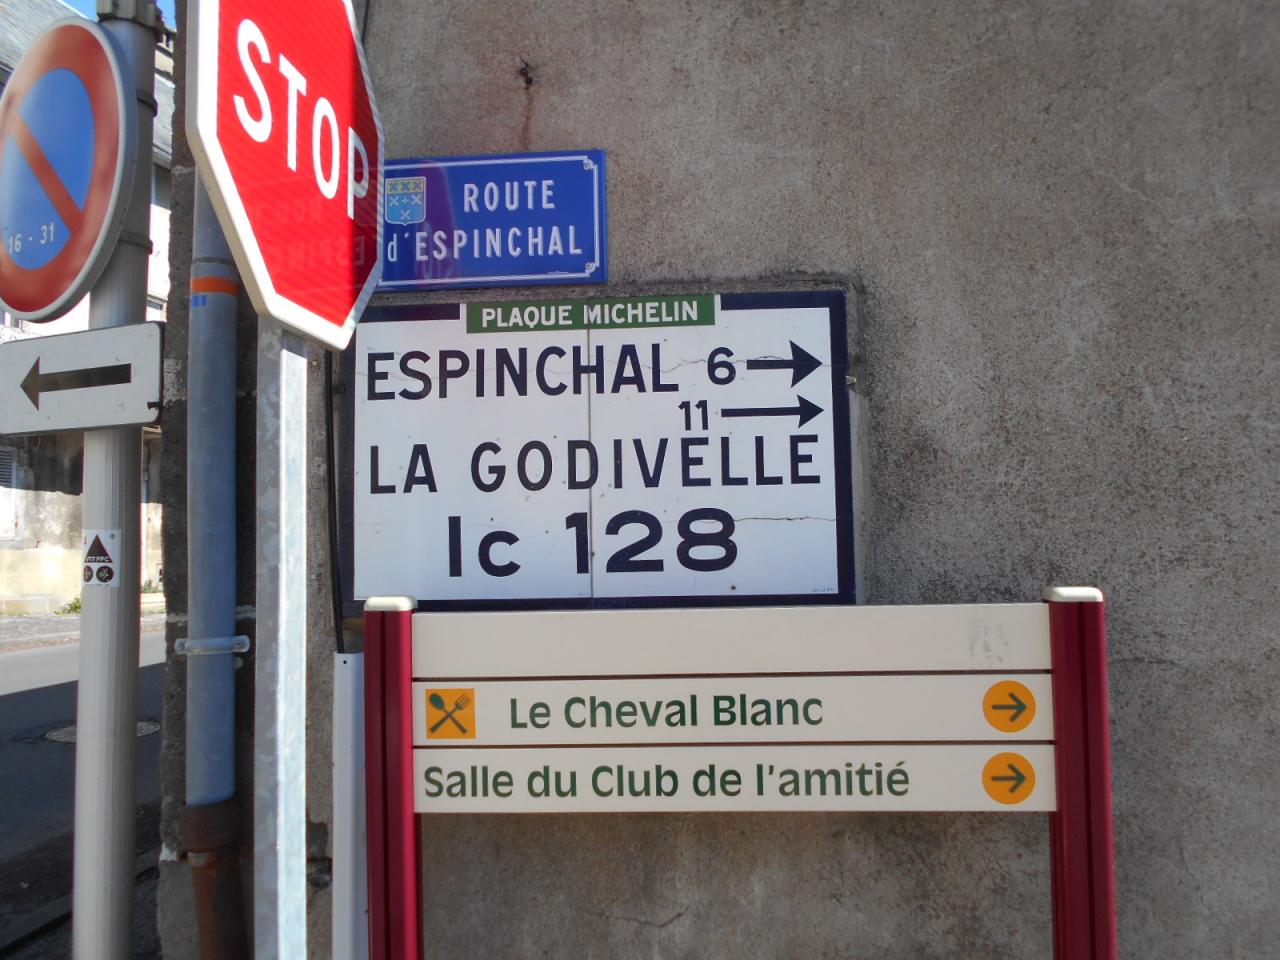 STOP
16 - 31
ROUTE
d'ESPINCHAL
PLAQUE MICHELIN
ESPINCHAL 6
11
LA GODIVELLE
Ic 128
Le Cheval Blanc
Salle du Club de l'amitié